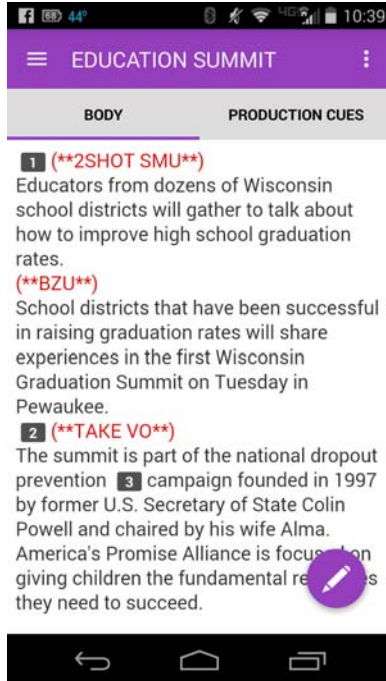 68 44° 4G 10:39
EDUCATION SUMMIT
BODY PRODUCTION CUES
1 (**2SHOT SMU**)
Educators from dozens of Wisconsin
school districts will gather to talk about
how to improve high school graduation
rates.
(**BZU**)
School districts that have been successful
in raising graduation rates will share
experiences in the first Wisconsin
Graduation Summit on Tuesday in
Pewaukee.
2 (**TAKE VO**)
The summit is part of the national dropout
prevention 3 campaign founded in 1997
by former U.S. Secretary of State Colin
Powell and chaired by his wife Alma.
America's Promise Alliance is focused on
giving children the fundamental
they need to succeed.